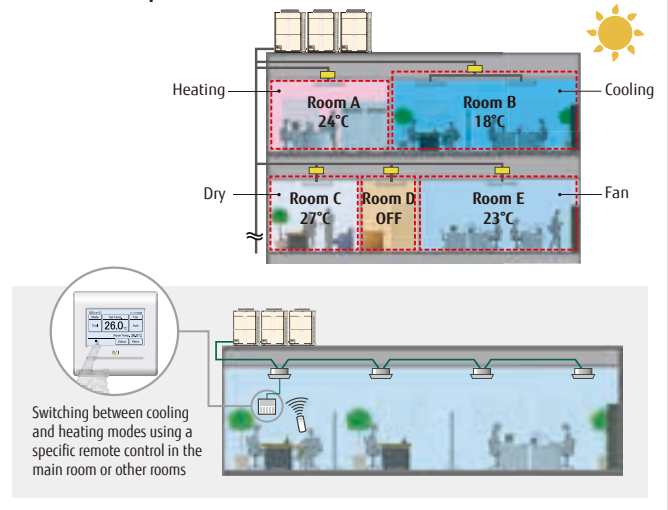 Heating
Room A
24°C
Room B
18°C
Cooling
Dry
Room C
27°C
Room D
OFF
Room E
23°C
Fan
26.0
Switching between cooling
and heating modes using a
specific remote control in the
main room or other rooms